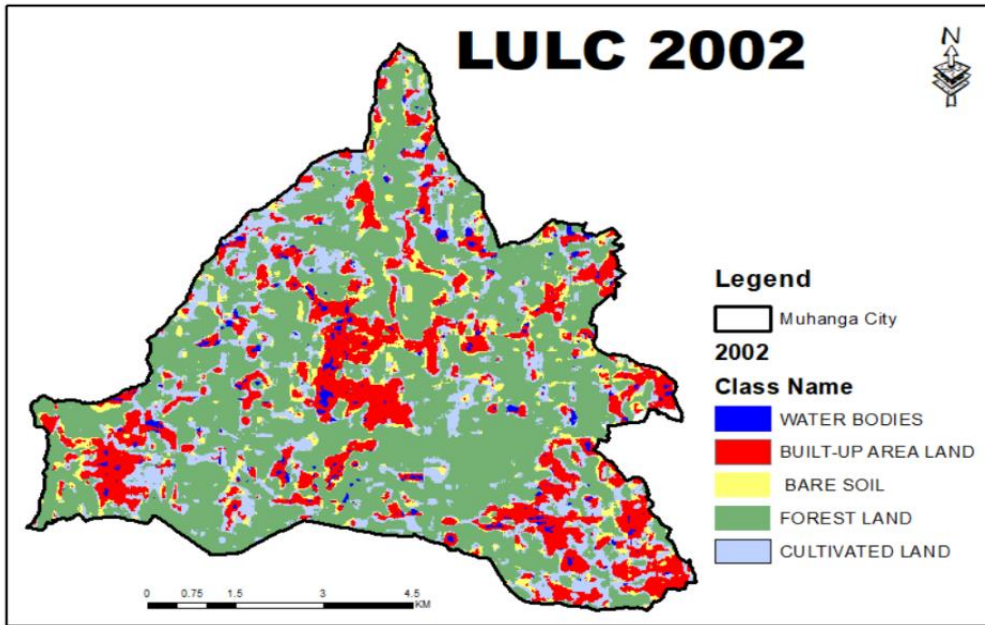 LULC 2002
N
Legend
Muhanga City
2002
Class Name
WATER BODIES
BUILT-UP AREA LAND
BARE SOIL
FOREST LAND
CULTIVATED LAND
0 0.75 1.5 3 4.5
KM